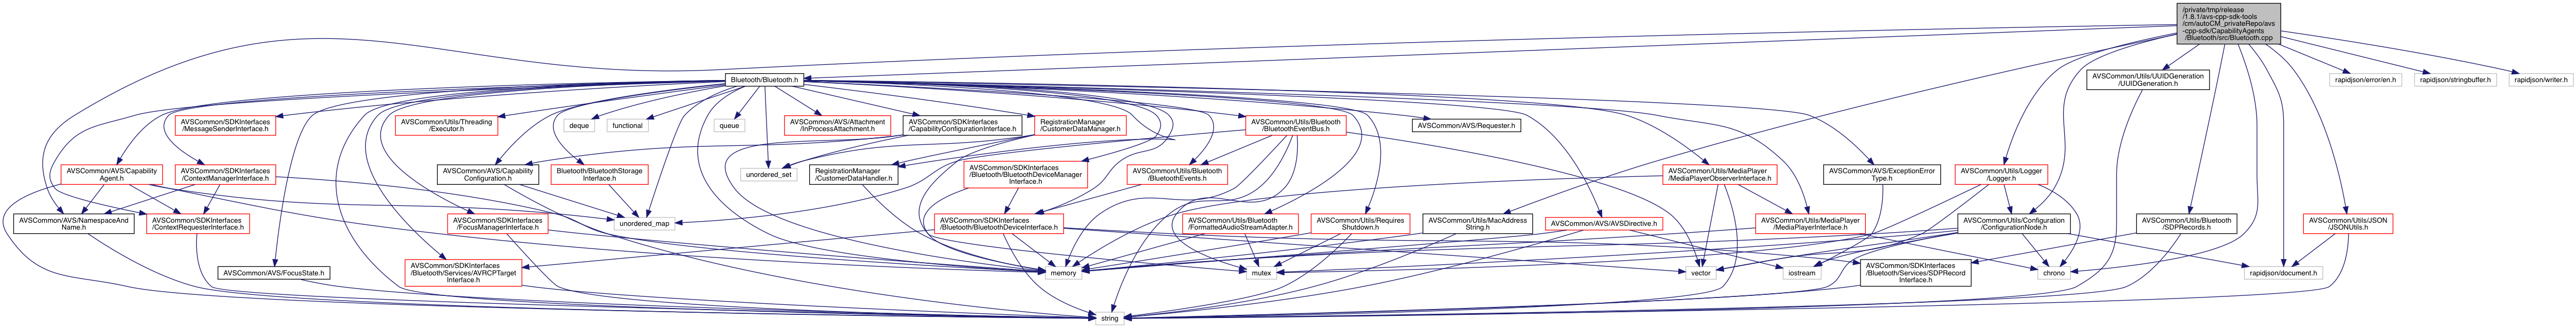 /private/tmp/release
/1.8.1/avs-cpp-sdk-tools
/cm/autoCM_privateRepo/avs
-cpp-sdk/CapabilityAgents
/Bluetooth/src/Bluetooth.cpp
Bluetooth/Bluetooth.h
AVSCommon/Utils/UUIDGeneration
/UUIDGeneration.h
rapidjson/error/en.h
rapidjson/stringbuffer.h
rapidjson/writer.h
AVSCommon/SDKInterfaces
/MessageSenderInterface.h
AVSCommon/Utils/Threading
/Executor.h
deque
functional
queue
AVSCommon/AVS/Attachment
/InProcessAttachment.h
AVSCommon/SDKInterfaces
/CapabilityConfigurationInterface.h
RegistrationManager
/CustomerDataManager.h
AVSCommon/Utils/Bluetooth
/BluetoothEventBus.h
AVSCommon/AVS/Requester.h
AVSCommon/AVS/Capability
Agent.h
AVSCommon/SDKInterfaces
/ContextManagerInterface.h
AVSCommon/AVS/Capability
Configuration.h
Bluetooth/BluetoothStorage
Interface.h
unordered_set
RegistrationManager
/CustomerDataHandler.h
AVSCommon/SDKInterfaces
/Bluetooth/BluetoothDeviceManager
Interface.h
AVSCommon/Utils/Bluetooth
/BluetoothEvents.h
AVSCommon/Utils/MediaPlayer
/MediaPlayerObserverInterface.h
AVSCommon/AVS/ExceptionError
Type.h
AVSCommon/Utils/Logger
/Logger.h
AVSCommon/AVS/NamespaceAnd
Name.h
AVSCommon/SDKInterfaces
/ContextRequesterInterface.h
AVSCommon/SDKInterfaces
/FocusManagerInterface.h
unordered_map
AVSCommon/SDKInterfaces
/Bluetooth/BluetoothDeviceInterface.h
AVSCommon/Utils/Bluetooth
/FormattedAudioStreamAdapter.h
AVSCommon/Utils/Requires
Shutdown.h
AVSCommon/Utils/MacAddress
String.h
AVSCommon/AVS/AVSDirective.h
AVSCommon/Utils/MediaPlayer
/MediaPlayerInterface.h
AVSCommon/Utils/Configuration
/ConfigurationNode.h
AVSCommon/Utils/Bluetooth
/SDPRecords.h
AVSCommon/Utils/JSON
/JSONUtils.h
AVSCommon/AVS/FocusState.h
AVSCommon/SDKInterfaces
/Bluetooth/Services/AVRCPTarget
Interface.h
memory
mutex
vector
iostream
AVSCommon/SDKInterfaces
/Bluetooth/Services/SDPRecord
Interface.h
chrono
rapidjson/document.h
string